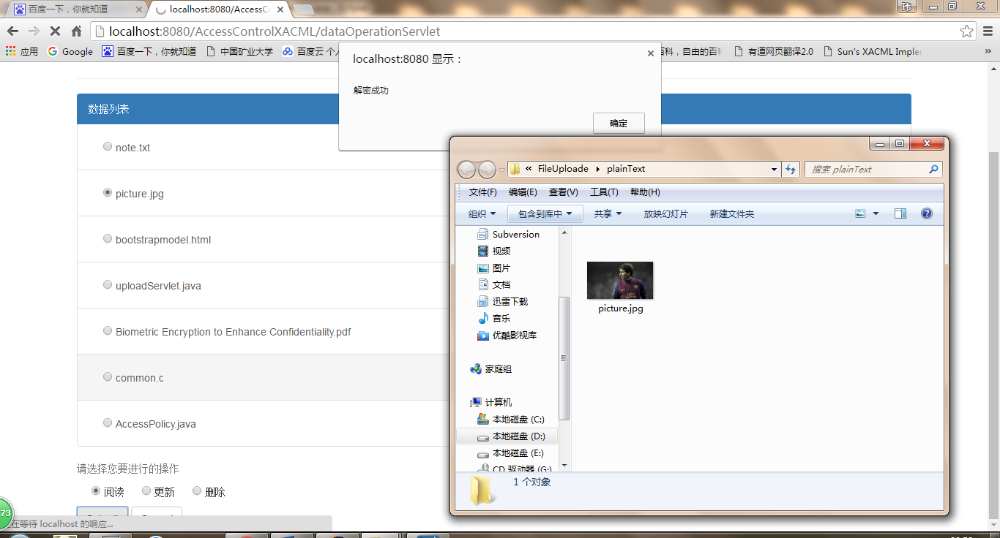 百度一下，你就知道
localhost:8080/AccessCo
玮
localhost:8080/AccessControlXACML/dataOperationServlet
应用 Google 百度一下，你就知道 中国矿业大学 百度云 个人 百科，自由的百科 有道网页翻译2.0 Sun's XACML Implem
localhost:8080 显示：
解密成功
确定
数据列表
note.txt
picture.jpg
bootstrapmodel.html
uploadServlet.java
Biometric Encryption to Enhance Confidentiality.pdf
common.c
AccessPolicy.java
请选择您要进行的操作
阅读 更新 删除
73
在等待 localhost 的响应...
« FileUploade plainText
搜索 plainText
文件(F) 编辑(E) 查看(V) 工具(T) 帮助(H)
组织 包含到库中 共享 放映幻灯片 新建文件夹
Subversion
视频
图片
文档
迅雷下载
音乐
优酷影视库
家庭组
计算机
本地磁盘 (C:)
本地磁盘 (D:)
本地磁盘 (E:)
CD 驱动器 (G:)
picture.jpg
1 个对象